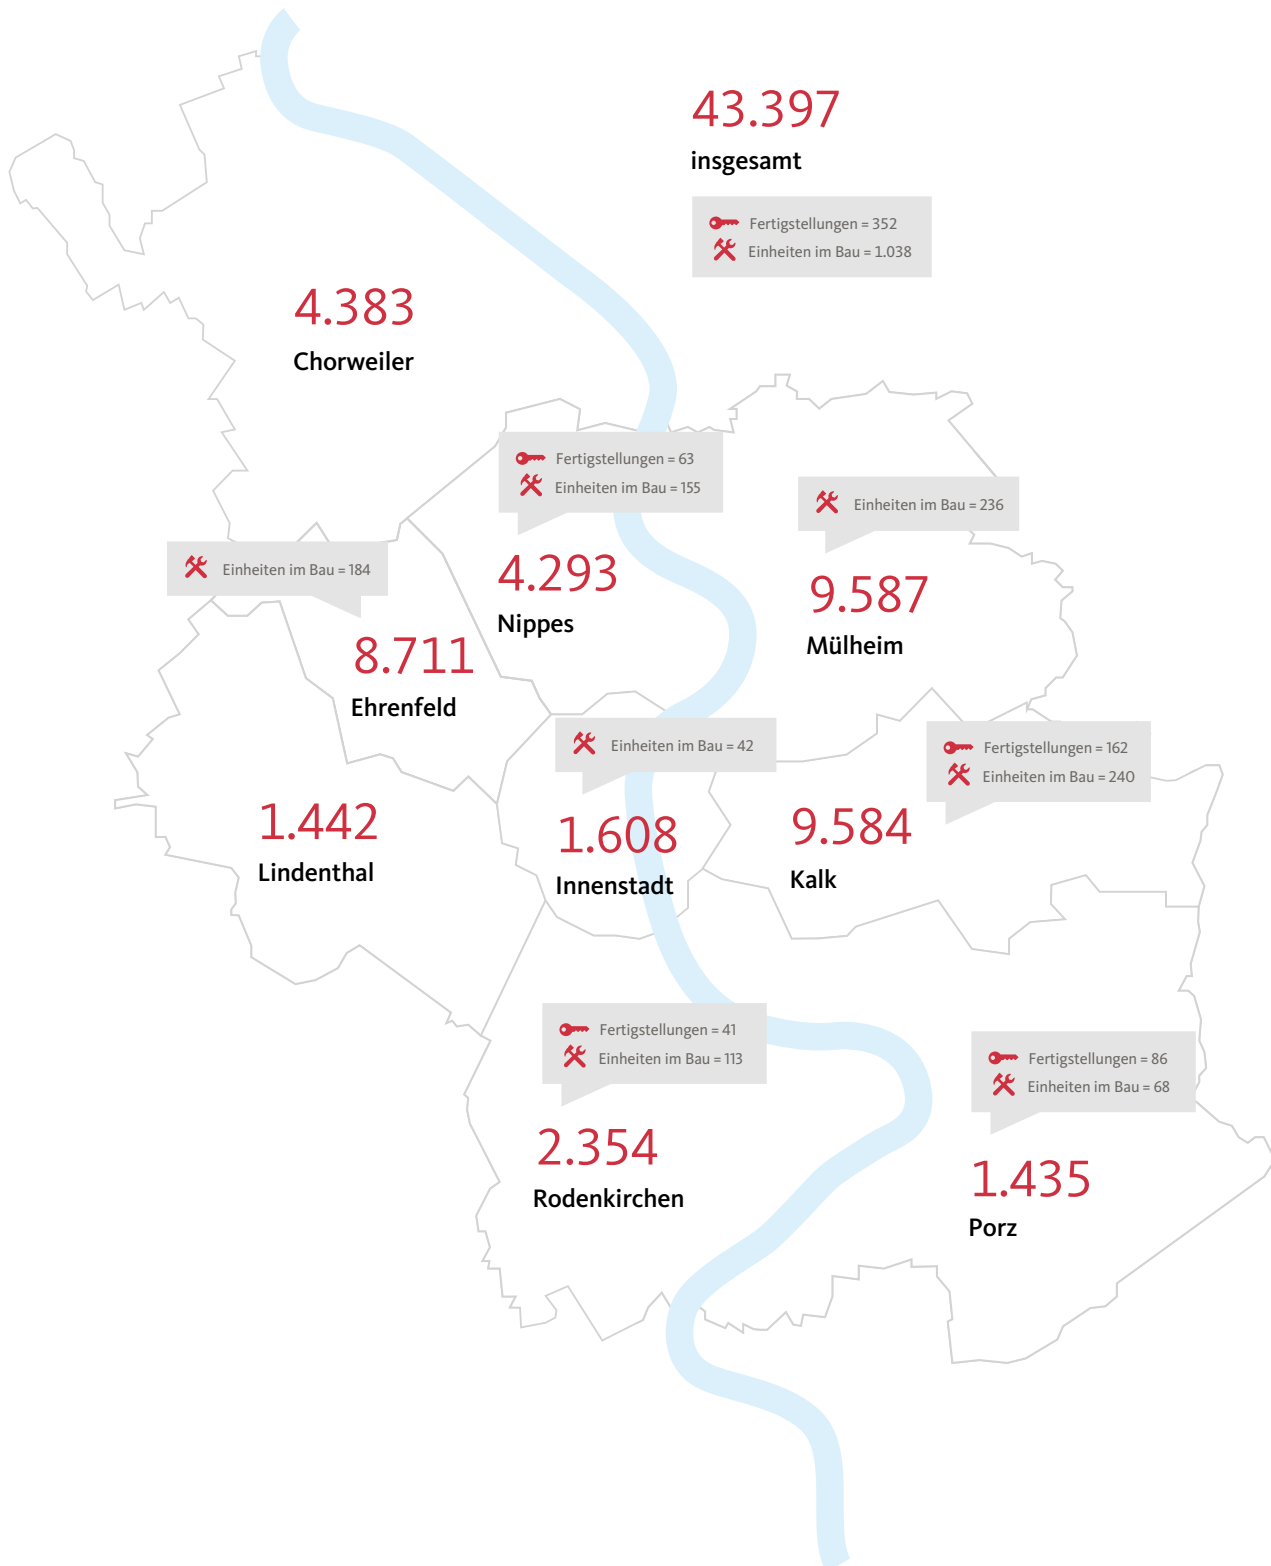 43.397
insgesamt
Fertigstellungen = 352
Einheiten im Bau = 1.038
4.383
Chorweiler
Fertigstellungen = 63
Einheiten im Bau = 155
4.293
Nippes
Einheiten im Bau = 236
9.587
Mülheim
Einheiten im Bau = 184
8.711
Ehrenfeld
Einheiten im Bau = 42
1.608
Innenstadt
Fertigstellungen = 162
Einheiten im Bau = 240
9.584
Kalk
1.442
Lindenthal
Fertigstellungen = 41
Einheiten im Bau = 113
2.354
Rodenkirchen
Fertigstellungen = 86
Einheiten im Bau = 68
1.435
Porz